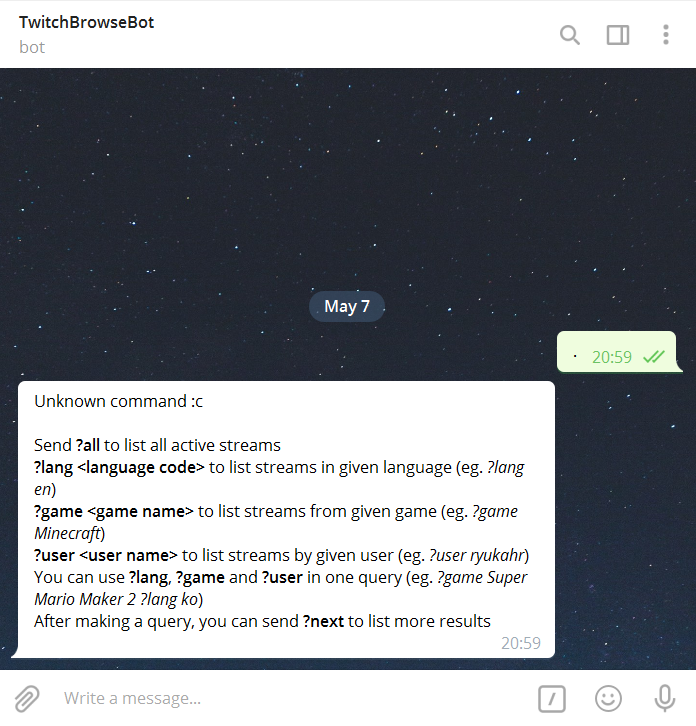 TwitchBrowseBot
bot
May 7
. 20:59
Unknown command :c
Send ?all to list all active streams
?lang <language code> to list streams in given language (eg. ?lang
en)
?game <game name> to list streams from given game (eg. ?game
Minecraft)
?user <user name> to list streams by given user (eg. ?user ryukahr)
You can use ?lang, ?game and ?user in one query (eg. ?game Super
Mario Maker 2 ?lang ko)
After making a query, you can send ?next to list more results
20:59
Write a message...